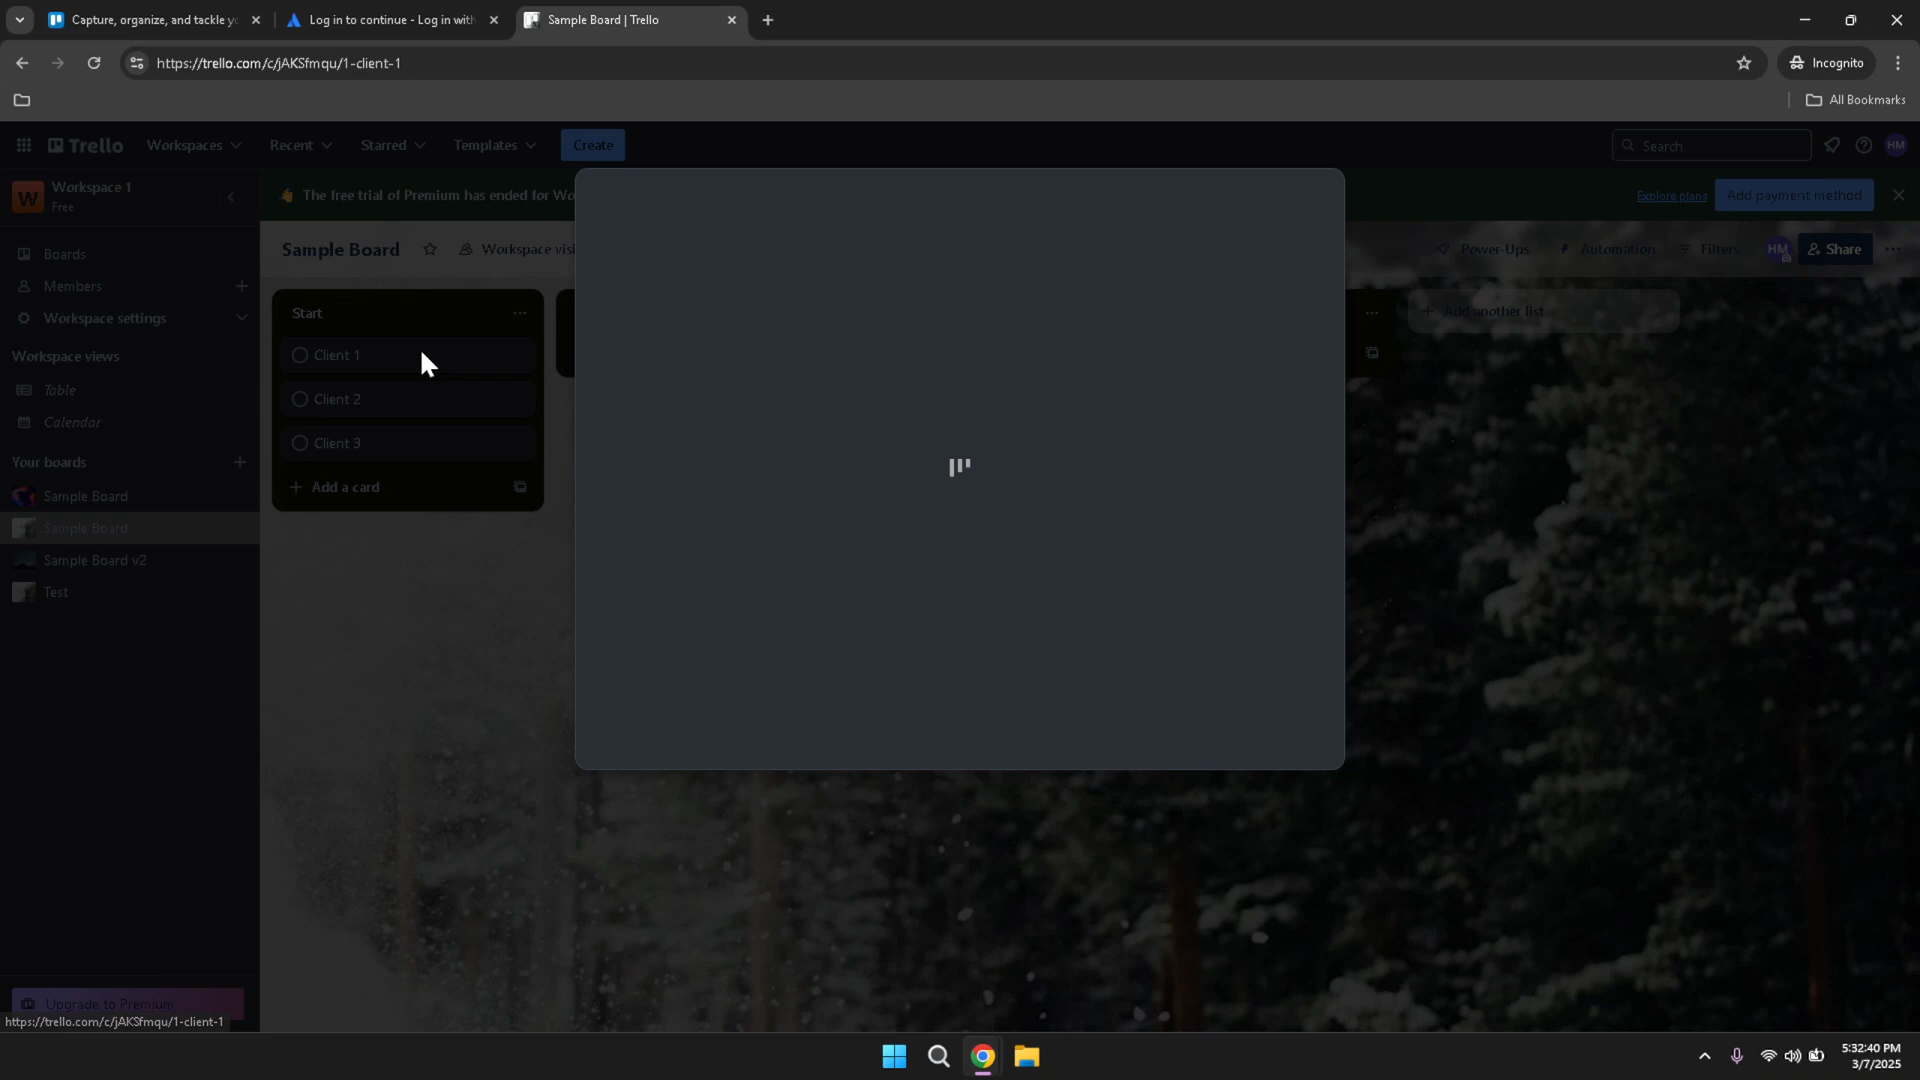 Capture, organize, and tackle yo
Log in to continue - Log in with
Sample Board | Trello
https://trello.com/c/jAKSfmqu/1-client-1
Incognito
All Bookmarks
Trello
Workspaces
Recent
Starred
Templates
Create
Search
HM
W
Workspace 1
Free
The free trial of Premium has ended for Wo
Explore plans
Add payment method
Boards
Members
Workspace settings
Workspace views
Table
Calendar
Your boards
Sample Board
Sample Board
Sample Board v2
Test
Upgrade to Premium
Sample Board
Workspace visi
Power-Ups
Automation
Filters
HM
Share
Start
Client 1
Client 2
Client 3
Add a card
Add another list
https://trello.com/c/jAKSfmqu/1-client-1
5:32:40 PM
3/7/2025